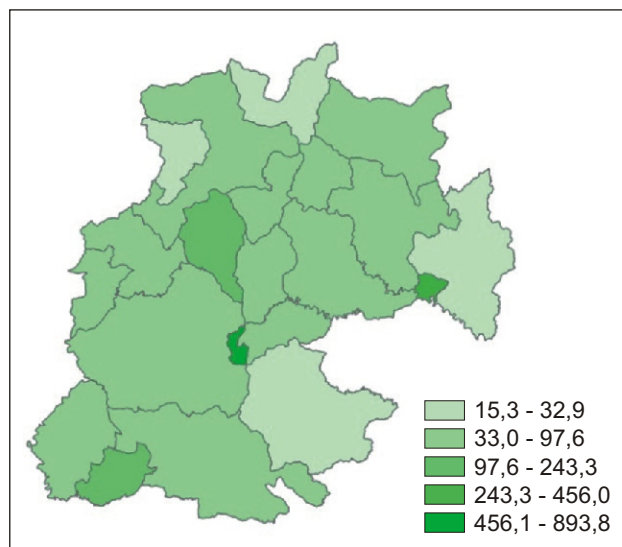 15,3 - 32,9
33,0 - 97,6
97,6 - 243,3
243,3 - 456,0
456,1 - 893,8